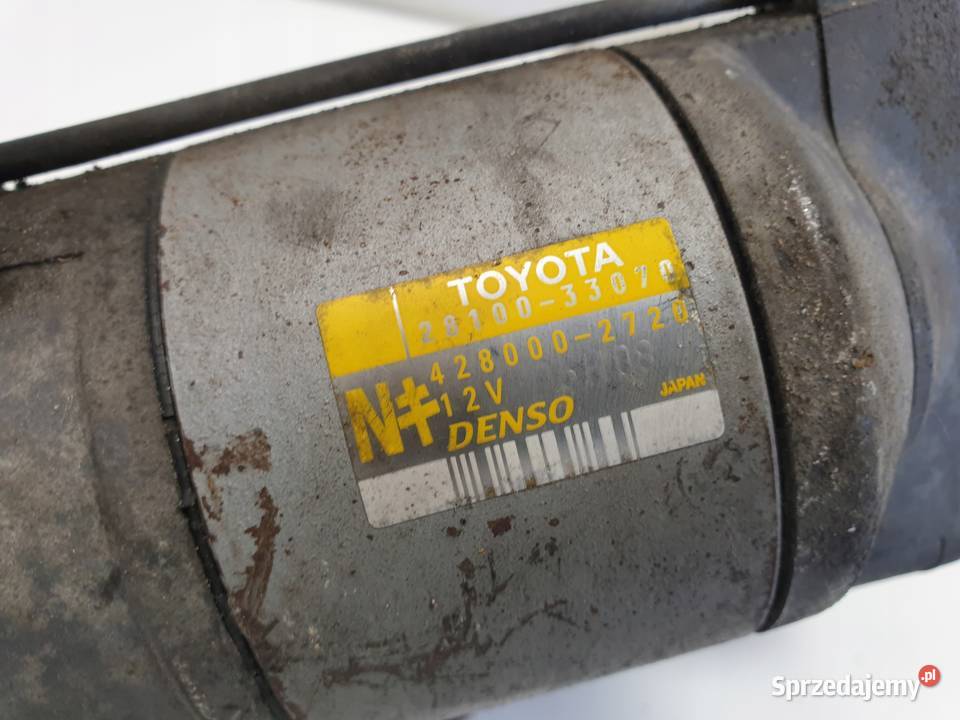 TOYOTA
28100-33070
428000-2720
N 12V
DENSO
JAPAN
Sprzedajemy.pl